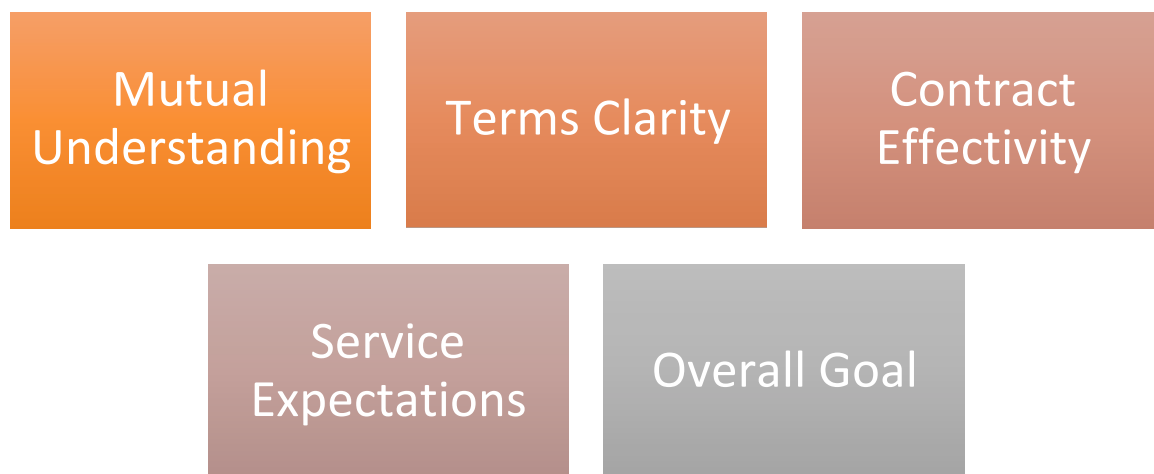 Mutual
Understanding
Terms Clarity
Contract
Effectivity
Service
Expectations
Overall Goal